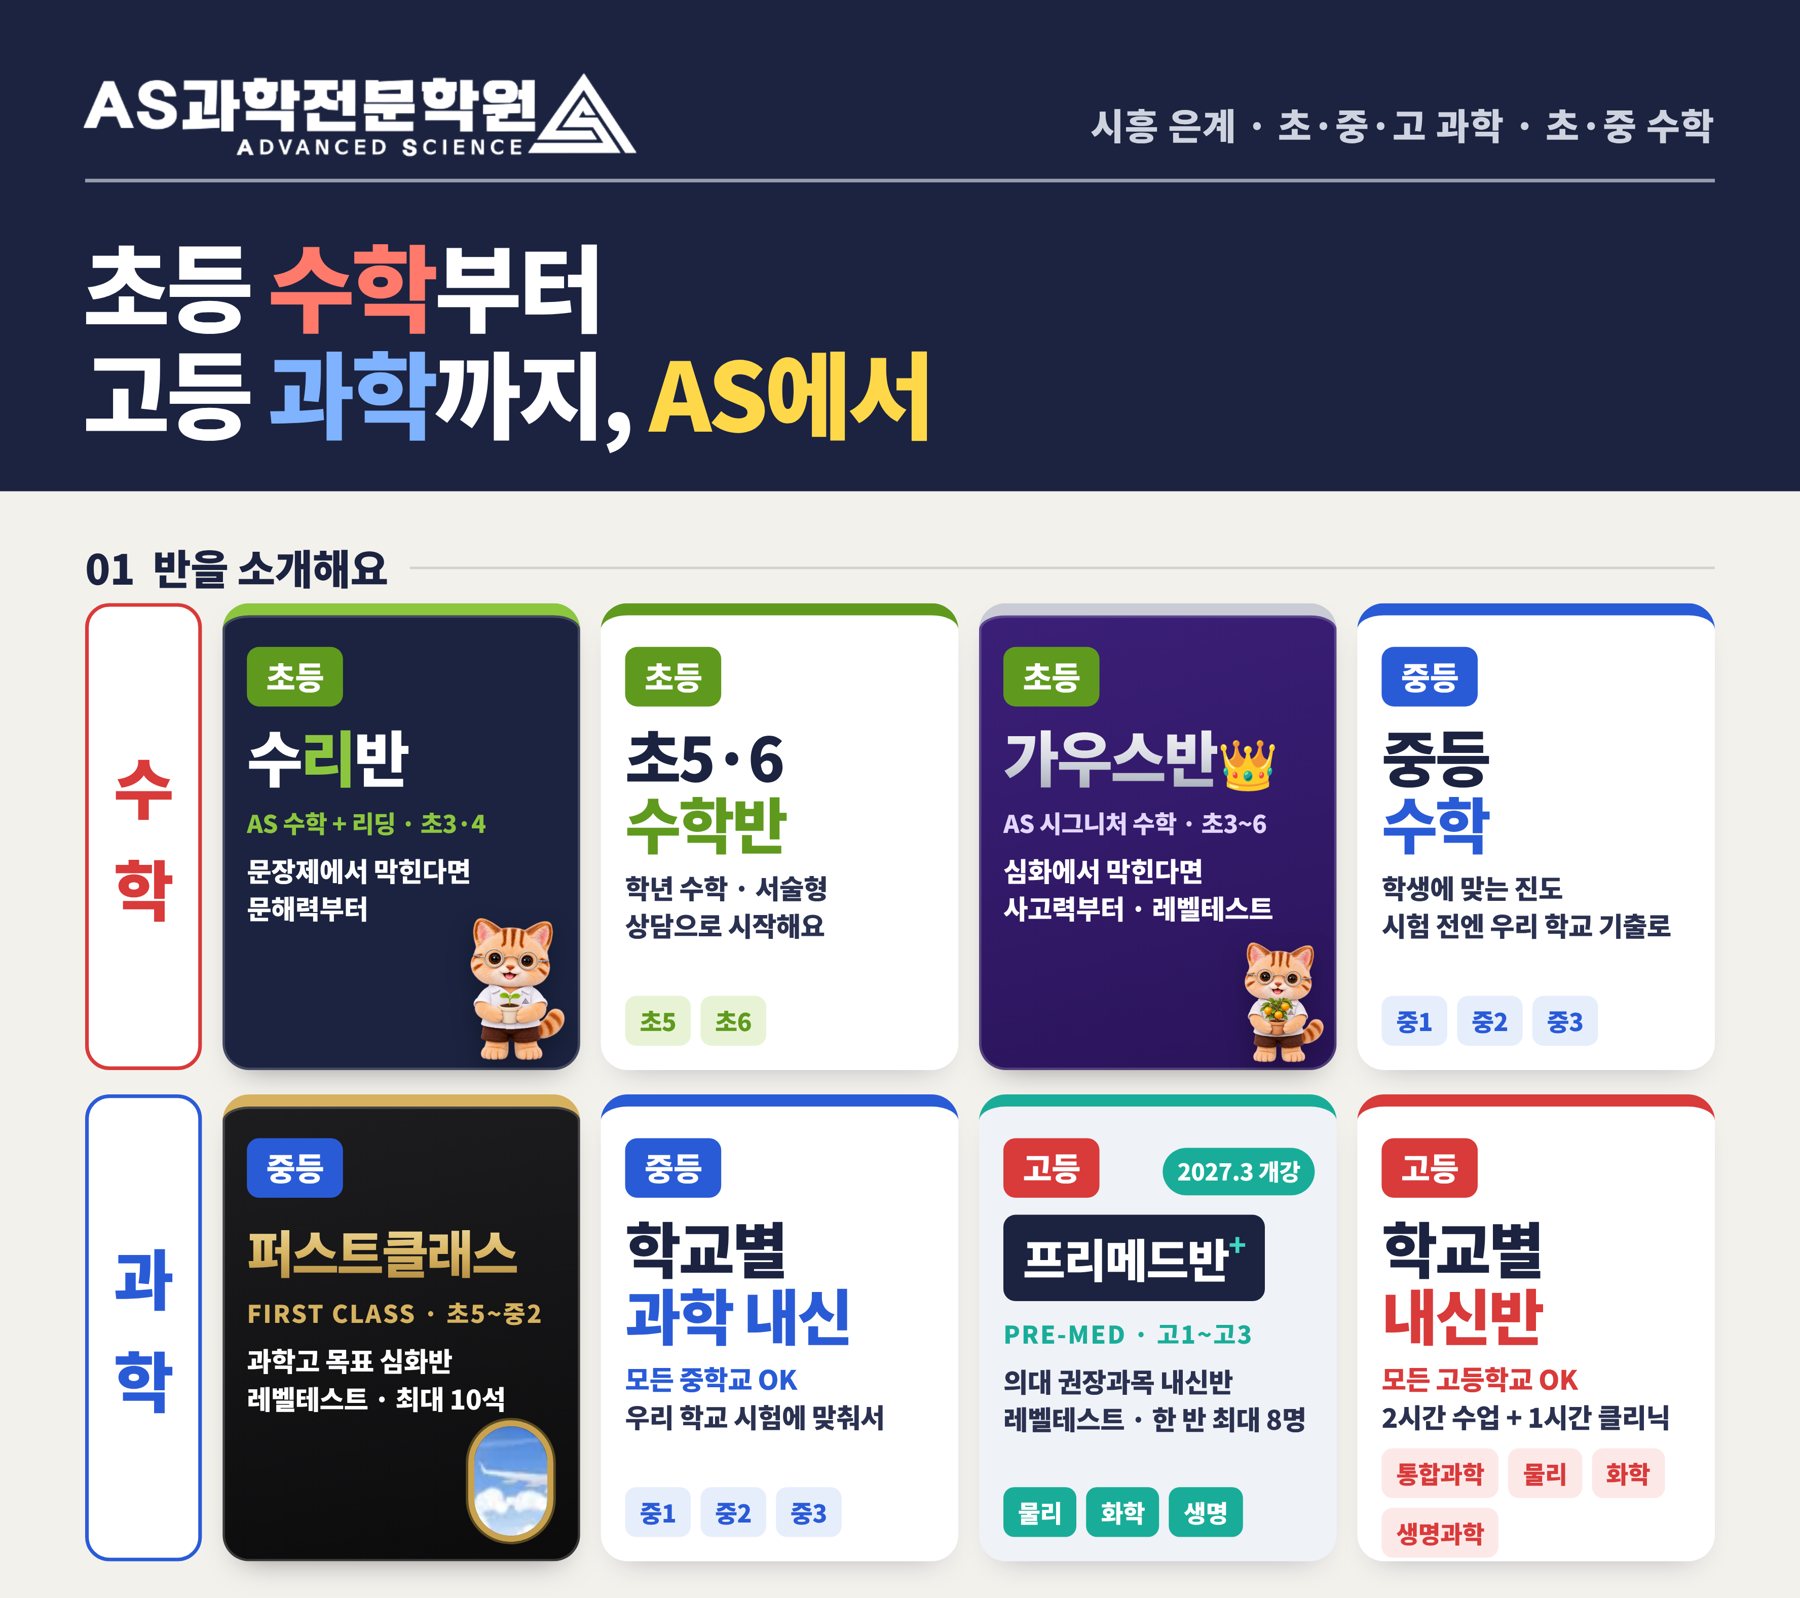 AS과학전문학원
ADVANCED SCIENCE
시흥 은계 · 초·중·고 과학 · 초·중 수학
초등 수학부터
고등 과학까지, AS에서
01 반을 소개해요
수학
초등
수리반
AS 수학 + 리딩 · 초3·4
문장제에서 막힌다면
문해력부터
초등
초5·6
수학반
학년 수학 · 서술형
상담으로 시작해요
초5 초6
초등
가우스반👑
AS 시그니처 수학 · 초3~6
심화에서 막힌다면
사고력부터 · 레벨테스트
중등
중등
수학
학생에 맞는 진도
시험 전엔 우리 학교 기출로
중1 중2 중3
과학
중등
퍼스트클래스
FIRST CLASS · 초5~중2
과학고 목표 심화반
레벨테스트 · 최대 10석
중등
학교별
과학 내신
모든 중학교 OK
우리 학교 시험에 맞춰서
중1 중2 중3
고등 2027.3 개강
프리메드반+
PRE-MED · 고1~고3
의대 권장과목 내신반
레벨테스트 · 한 반 최대 8명
물리 화학 생명
고등
학교별
내신반
모든 고등학교 OK
2시간 수업 + 1시간 클리닉
통합과학 물리 화학
생명과학